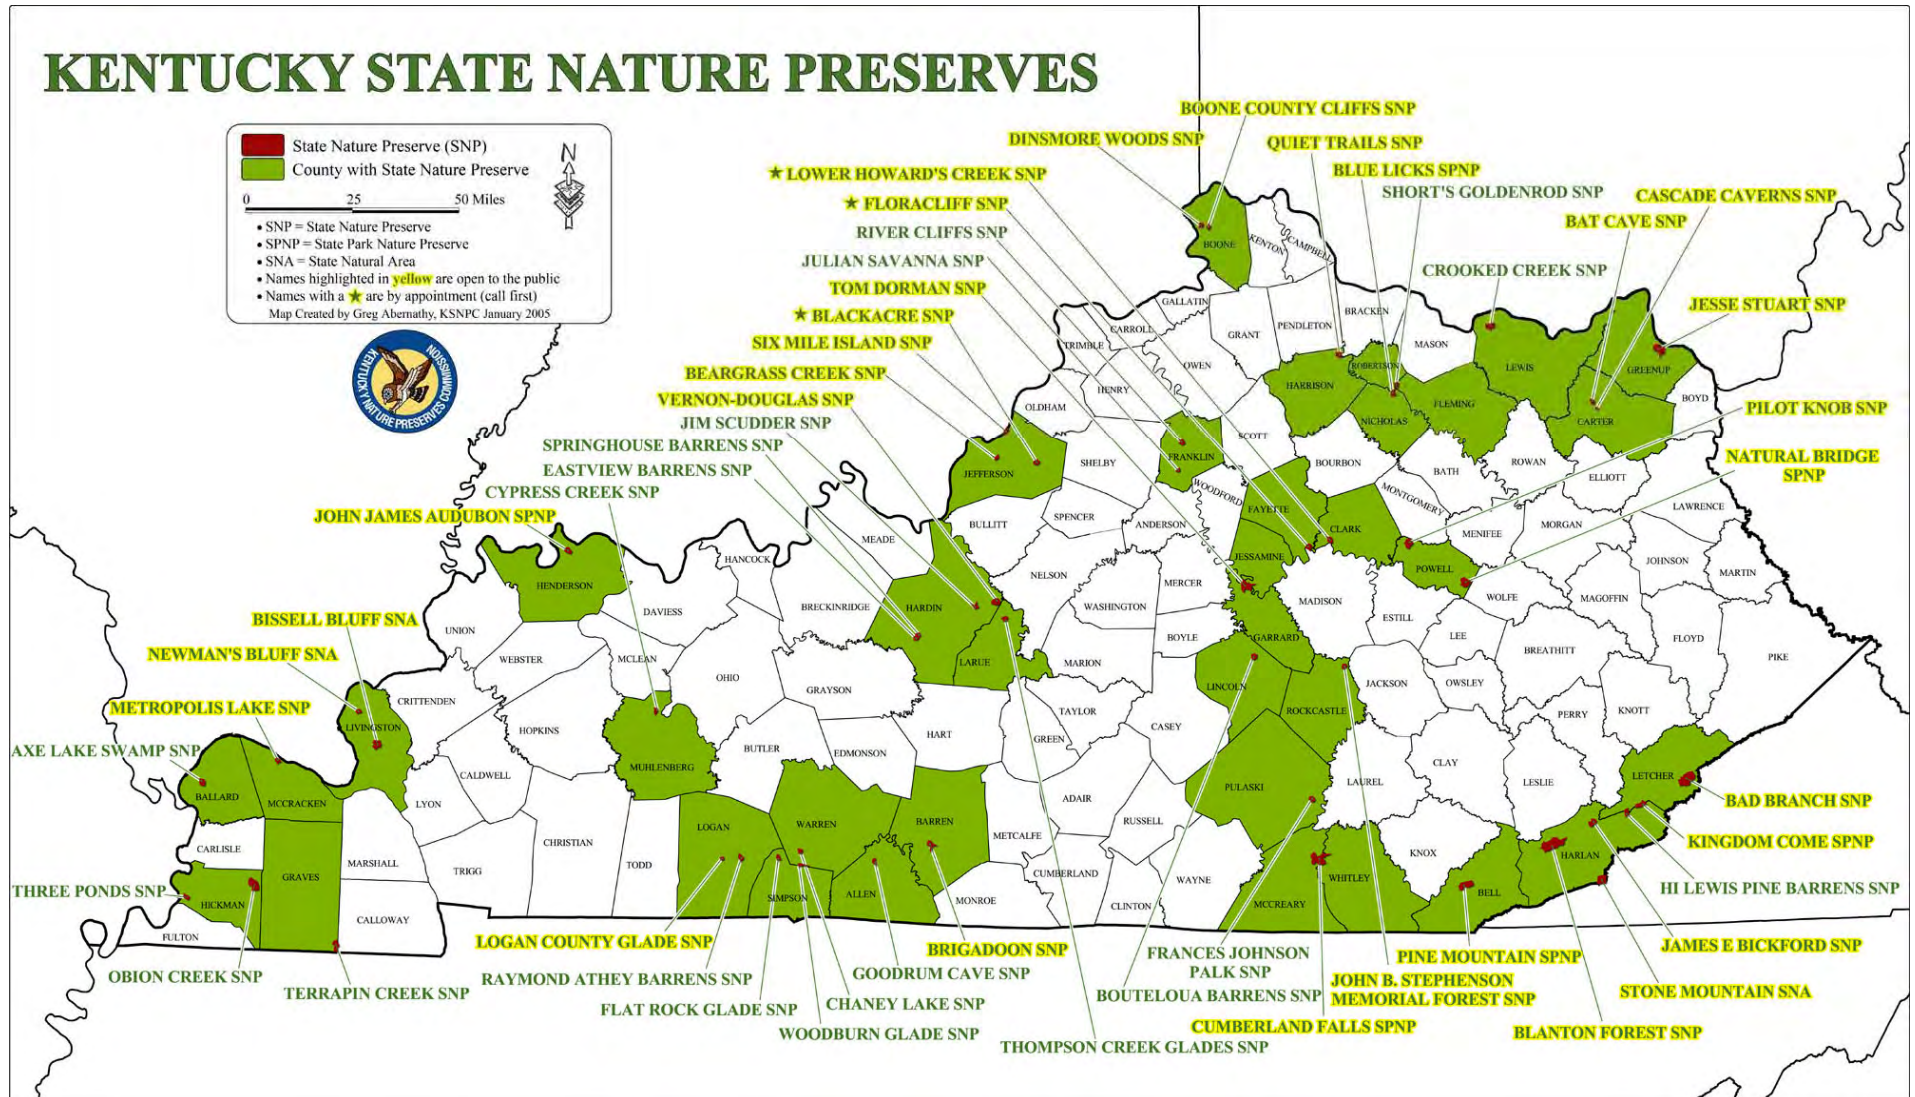 KENTUCKY STATE NATURE PRESERVES
State Nature Preserve (SNP)
County with State Nature Preserve
N
0 25 50 Miles
• SNP = State Nature Preserve
• SPNP = State Park Nature Preserve
• SNA = State Natural Area
• Names highlighted in yellow are open to the public
• Names with a ★ are by appointment (call first)
Map Created by Greg Abernathy, KSNPC January 2005
KENTUCKY NATURE PRESERVES COMMISSION
BOONE COUNTY CLIFFS SNP
DINSMORE WOODS SNP
QUIET TRAILS SNP
★ LOWER HOWARD'S CREEK SNP
BLUE LICKS SPNP
SHORT'S GOLDENROD SNP
CASCADE CAVERNS SNP
★ FLORACLIFF SNP
BAT CAVE SNP
RIVER CLIFFS SNP
JULIAN SAVANNA SNP
CROOKED CREEK SNP
TOM DORMAN SNP
JESSE STUART SNP
★ BLACKACRE SNP
SIX MILE ISLAND SNP
BEARGRASS CREEK SNP
VERNON-DOUGLAS SNP
PILOT KNOB SNP
JIM SCUDDER SNP
SPRINGHOUSE BARRENS SNP
NATURAL BRIDGE
SPNP
EASTVIEW BARRENS SNP
CYPRESS CREEK SNP
JOHN JAMES AUDUBON SPNP
BISSELL BLUFF SNA
NEWMAN'S BLUFF SNA
METROPOLIS LAKE SNP
AXE LAKE SWAMP SNP
THREE PONDS SNP
OBION CREEK SNP
TERRAPIN CREEK SNP
LOGAN COUNTY GLADE SNP
RAYMOND ATHEY BARRENS SNP
FLAT ROCK GLADE SNP
WOODBURN GLADE SNP
CHANEY LAKE SNP
GOODRUM CAVE SNP
BRIGADOON SNP
THOMPSON CREEK GLADES SNP
BOUTELOUA BARRENS SNP
FRANCES JOHNSON
PALK SNP
CUMBERLAND FALLS SPNP
JOHN B. STEPHENSON
MEMORIAL FOREST SNP
PINE MOUNTAIN SPNP
BLANTON FOREST SNP
STONE MOUNTAIN SNA
JAMES E BICKFORD SNP
HI LEWIS PINE BARRENS SNP
KINGDOM COME SPNP
BAD BRANCH SNP
BOONE
KENTON
CAMPBELL
GALLATIN
CARROLL
TRIMBLE
GRANT
PENDLETON
BRACKEN
MASON
OWEN
HENRY
OLDHAM
HARRISON
ROBERTSON
LEWIS
GREENUP
BOYD
FLEMING
NICHOLAS
CARTER
SCOTT
FRANKLIN
JEFFERSON
SHELBY
BOURBON
BATH
ROWAN
ELLIOTT
WOODFORD
MONTGOMERY
FAYETTE
CLARK
LAWRENCE
BULLITT
SPENCER
ANDERSON
MENIFEE
MORGAN
JESSAMINE
POWELL
JOHNSON
MARTIN
MEADE
HANCOCK
HENDERSON
NELSON
MERCER
WASHINGTON
MADISON
WOLFE
MAGOFFIN
BRECKINRIDGE
HARDIN
DAVIESS
UNION
WEBSTER
MCLEAN
OHIO
GRAYSON
LARUE
MARION
BOYLE
GARRARD
ESTILL
LEE
BREATHITT
FLOYD
PIKE
LINCOLN
ROCKCASTLE
JACKSON
OWSLEY
PERRY
KNOTT
CRITTENDEN
LIVINGSTON
HOPKINS
CALDWELL
LYON
MUHLENBERG
BUTLER
EDMONSON
HART
TAYLOR
GREEN
CASEY
PULASKI
LAUREL
CLAY
LESLIE
LETCHER
BALLARD
MCCRACKEN
CARLISLE
GRAVES
MARSHALL
HICKMAN
CALLOWAY
FULTON
TRIGG
CHRISTIAN
TODD
LOGAN
WARREN
SIMPSON
ALLEN
BARREN
MONROE
METCALFE
ADAIR
CUMBERLAND
RUSSELL
CLINTON
WAYNE
MCCREARY
WHITLEY
KNOX
BELL
HARLAN